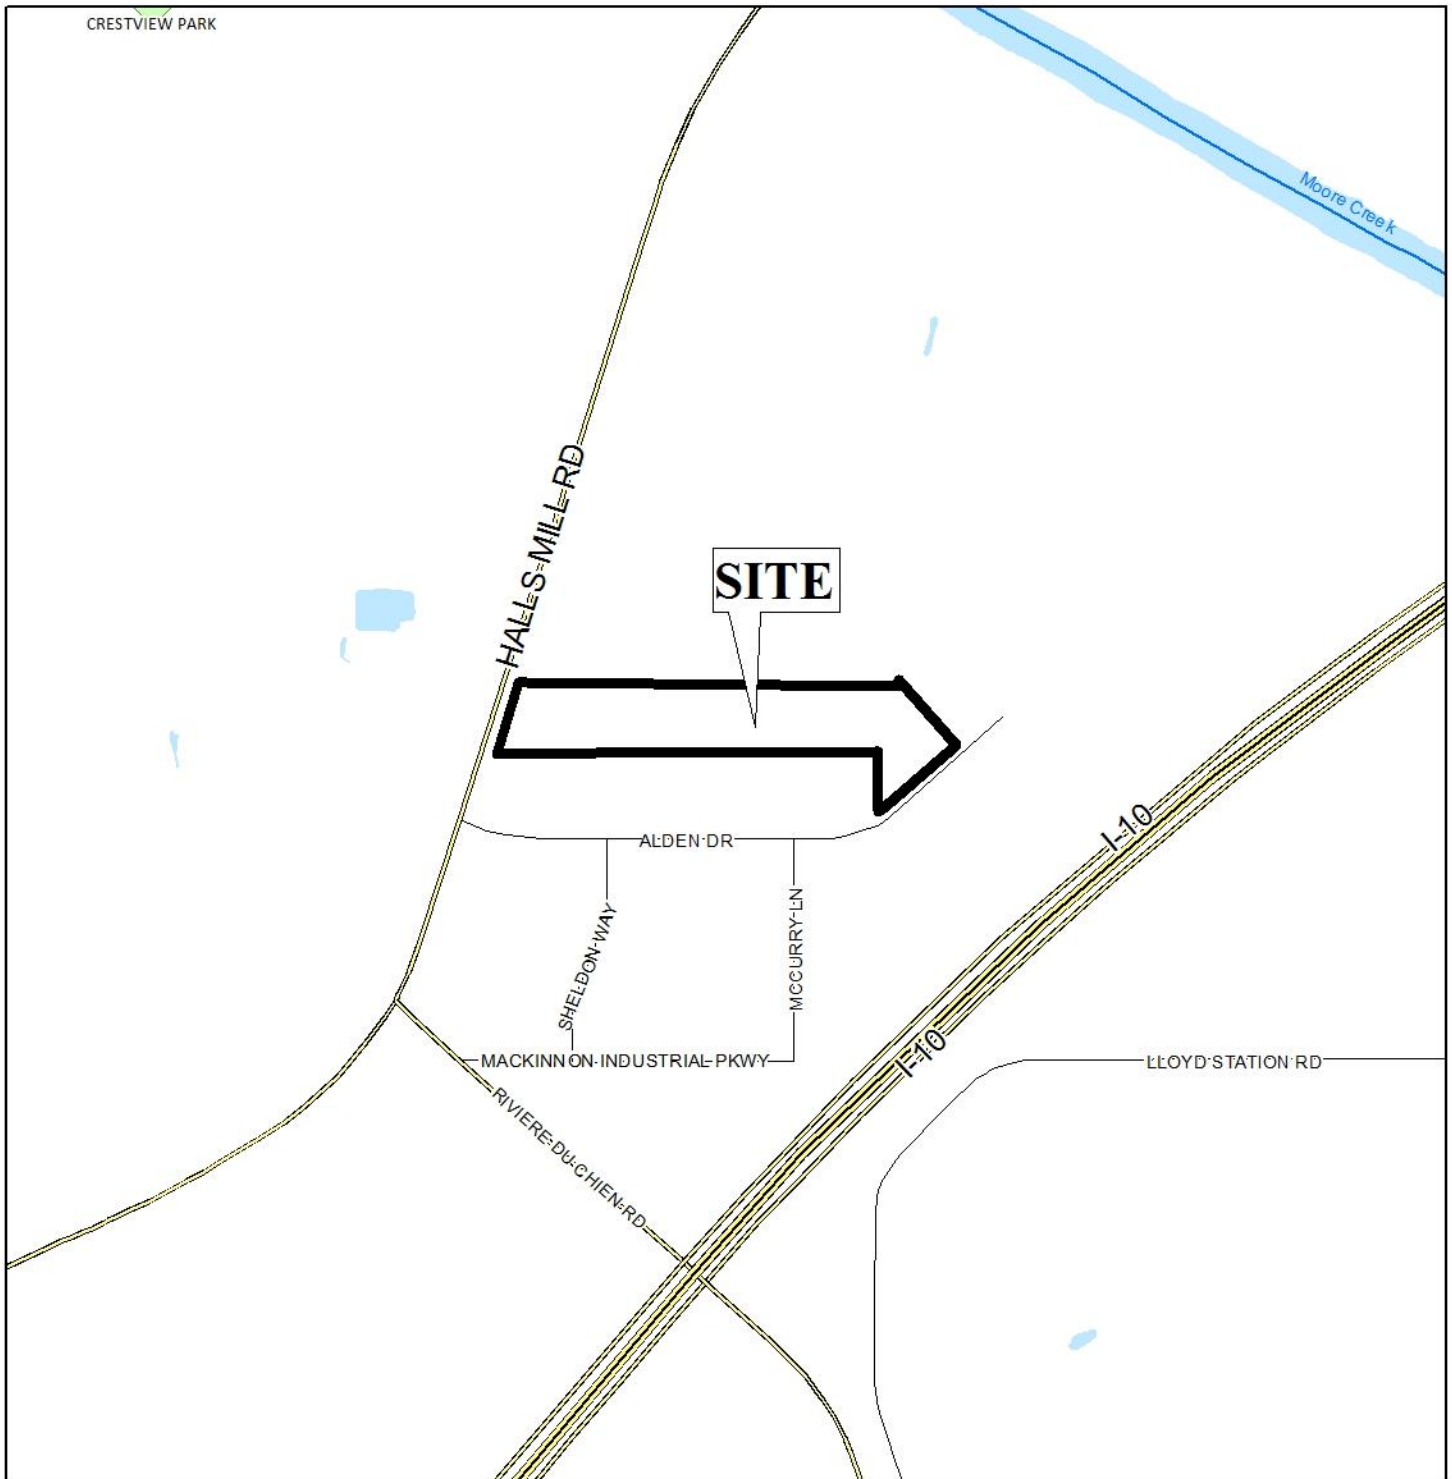 CRESTVIEW PARK
Moore Creek
HALLS MILL RD
SITE
I-10
ALDEN DR
SHELDON WAY
MCCURRY LN
I-10
MACKINNON INDUSTRIAL PKWY
LLOYD STATION RD
RIVIERE DU CHIEN RD